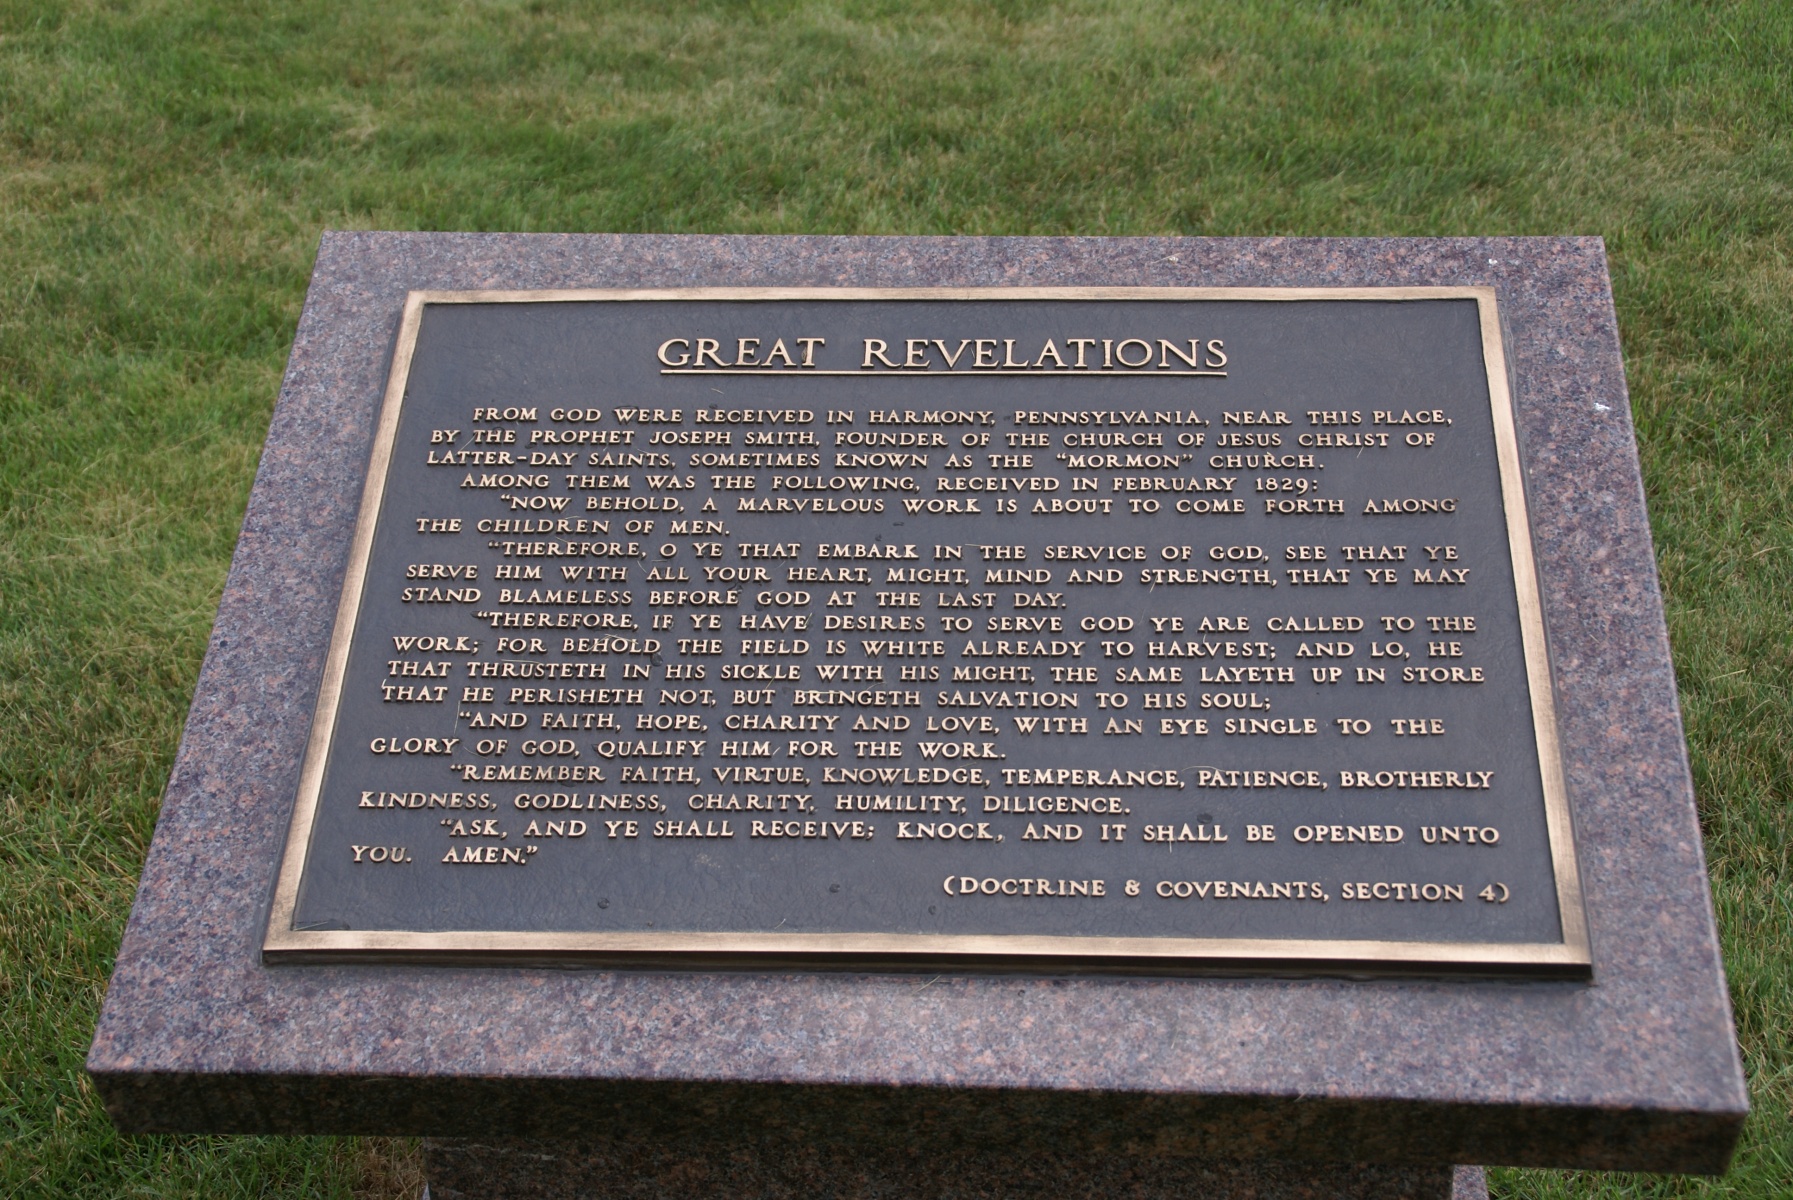 GREAT REVELATIONS
FROM GOD WERE RECEIVED IN HARMONY, PENNSYLVANIA, NEAR THIS PLACE,
BY THE PROPHET JOSEPH SMITH, FOUNDER OF THE CHURCH OF JESUS CHRIST OF
LATTER-DAY SAINTS, SOMETIMES KNOWN AS THE "MORMON" CHURCH.
AMONG THEM WAS THE FOLLOWING, RECEIVED IN FEBRUARY 1829:
"NOW BEHOLD, A MARVELOUS WORK IS ABOUT TO COME FORTH AMONG
THE CHILDREN OF MEN.
"THEREFORE, O YE THAT EMBARK IN THE SERVICE OF GOD, SEE THAT YE
SERVE HIM WITH ALL YOUR HEART, MIGHT, MIND AND STRENGTH, THAT YE MAY
STAND BLAMELESS BEFORE GOD AT THE LAST DAY.
"THEREFORE, IF YE HAVE DESIRES TO SERVE GOD YE ARE CALLED TO THE
WORK; FOR BEHOLD THE FIELD IS WHITE ALREADY TO HARVEST; AND LO, HE
THAT THRUSTETH IN HIS SICKLE WITH HIS MIGHT, THE SAME LAYETH UP IN STORE
THAT HE PERISHETH NOT, BUT BRINGETH SALVATION TO HIS SOUL;
"AND FAITH, HOPE, CHARITY AND LOVE, WITH AN EYE SINGLE TO THE
GLORY OF GOD, QUALIFY HIM FOR THE WORK.
"REMEMBER FAITH, VIRTUE, KNOWLEDGE, TEMPERANCE, PATIENCE, BROTHERLY
KINDNESS, GODLINESS, CHARITY, HUMILITY, DILIGENCE.
"ASK, AND YE SHALL RECEIVE; KNOCK, AND IT SHALL BE OPENED UNTO
YOU. AMEN."
(DOCTRINE & COVENANTS, SECTION 4)